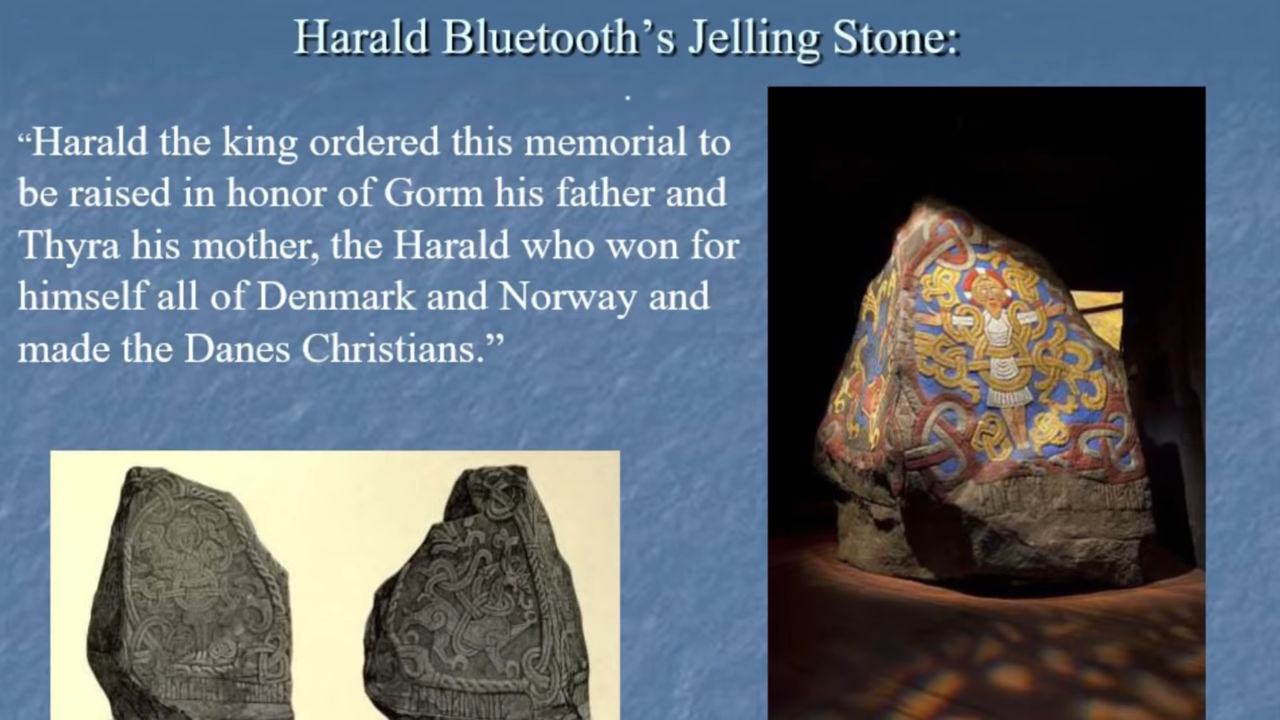 Harald Bluetooth’s Jelling Stone:
.
“Harald the king ordered this memorial to
be raised in honor of Gorm his father and
Thyra his mother, the Harald who won for
himself all of Denmark and Norway and
made the Danes Christians.”